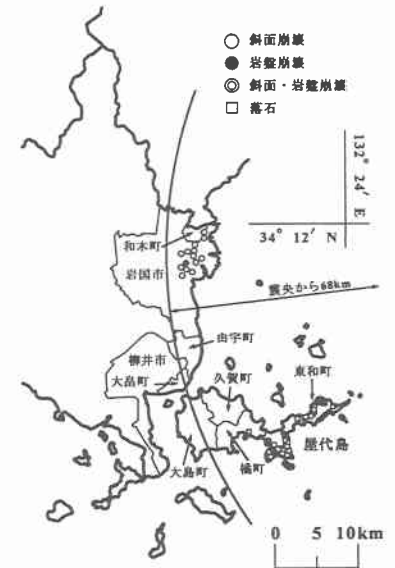 斜面崩壊
岩盤崩壊
斜面・岩盤崩壊
落石
132° 24′ E
34° 12′ N
和木町
岩国市
震央から68km
由宇町
柳井市
大畠町
久賀町
東和町
屋代島
大島町
橘町
0 5 10km